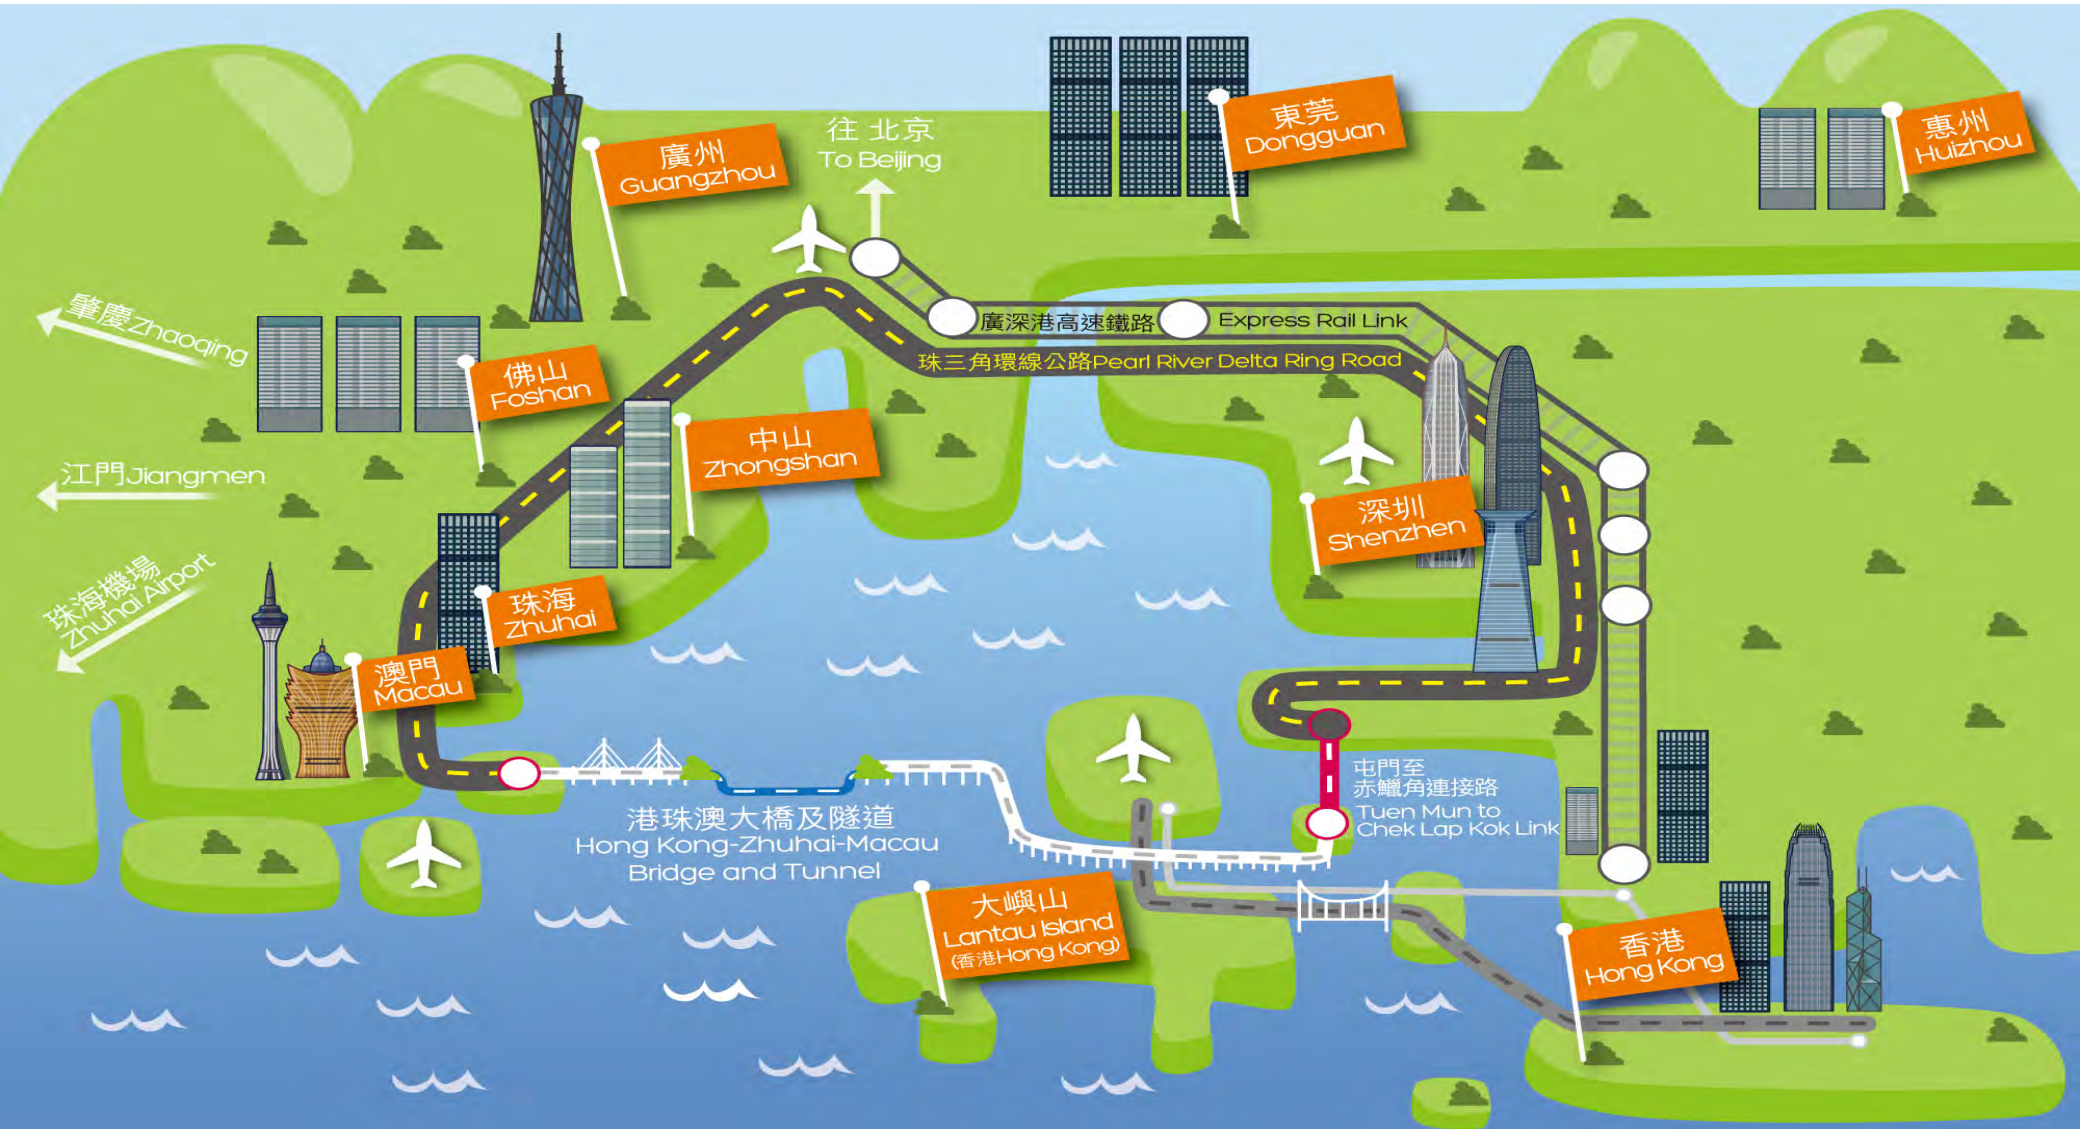 廣州
Guangzhou
往 北京
To Beijing
東莞
Dongguan
惠州
Huizhou
肇慶Zhaoqing
佛山
Foshan
廣深港高速鐵路 Express Rail Link
珠三角環線公路Pearl River Delta Ring Road
中山
Zhongshan
江門Jiangmen
深圳
Shenzhen
珠海機場
Zhuhai Airport
珠海
Zhuhai
澳門
Macau
港珠澳大橋及隧道
Hong Kong-Zhuhai-Macau
Bridge and Tunnel
屯門至
赤鱲角連接路
Tuen Mun to
Chek Lap Kok Link
大嶼山
Lantau Island
(香港Hong Kong)
香港
Hong Kong